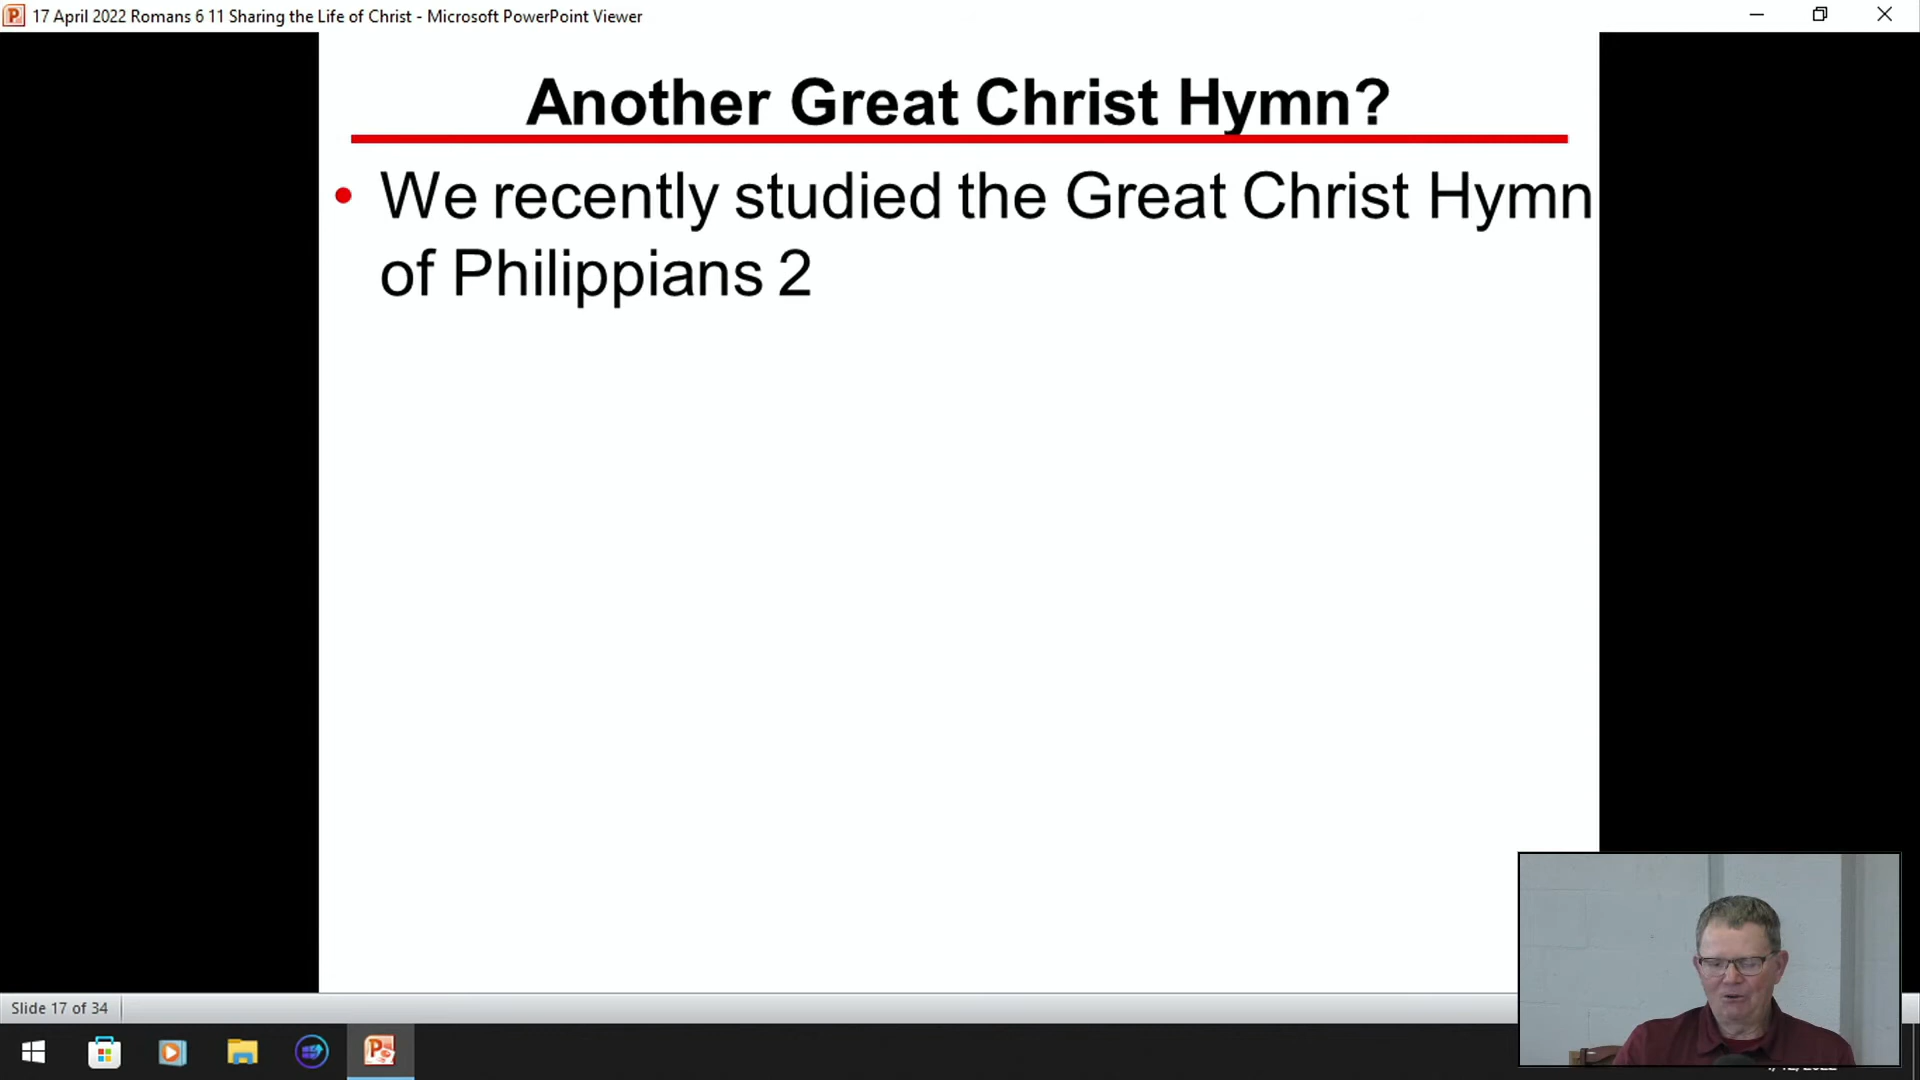 17 April 2022 Romans 6 11 Sharing the Life of Christ - Microsoft PowerPoint Viewer
Another Great Christ Hymn?
• We recently studied the Great Christ Hymn
of Philippians 2
Slide 17 of 34